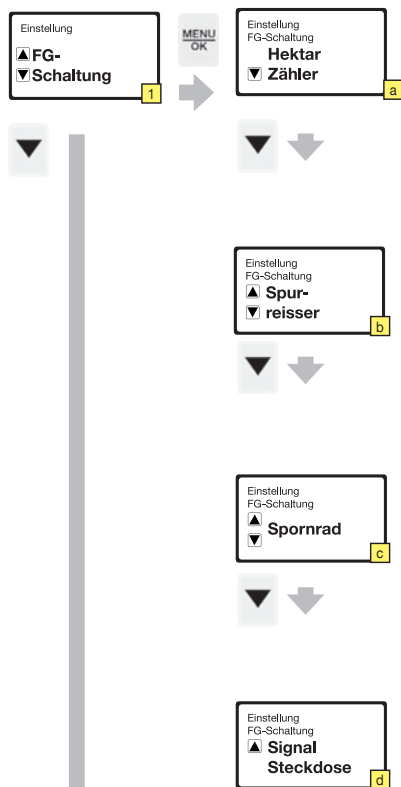 Einstellung
FG-
Schaltung
1
MENU
OK
Einstellung
FG-Schaltung
Hektar
Zähler
a
Einstellung
FG-Schaltung
Spur-
reisser
b
Einstellung
FG-Schaltung
Spornrad
c
Einstellung
FG-Schaltung
Signal
Steckdose
d